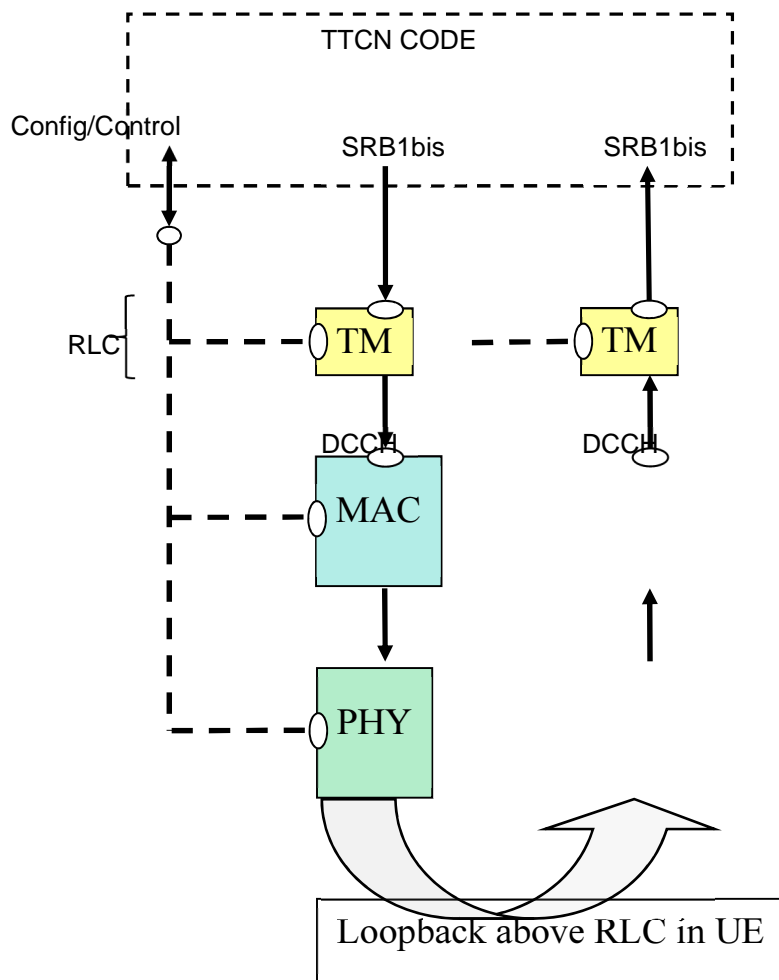 TTCN CODE
Config/Control
SRB1bis
SRB1bis
RLC
TM
TM
DCCH
DCCH
MAC
PHY
Loopback above RLC in UE